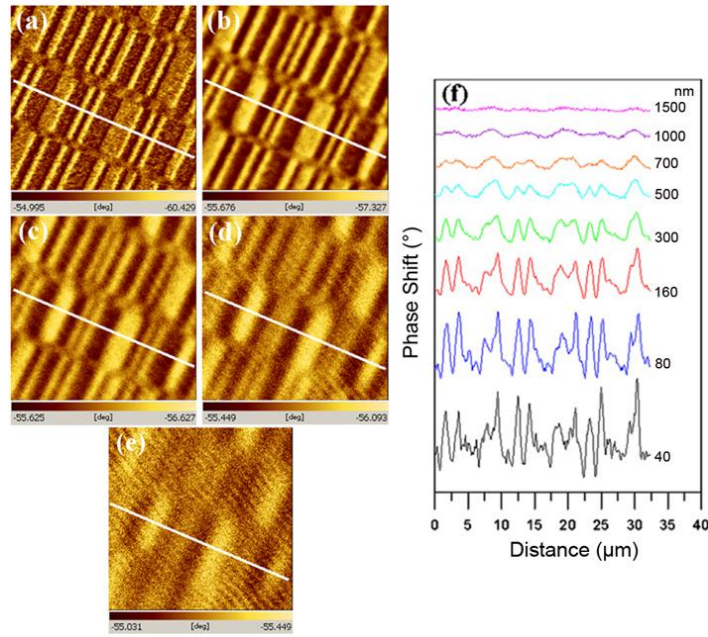 (a)
-54.995 [deg] -60.429
(b)
-55.676 [deg] -57.327
(c)
-55.625 [deg] -56.627
(d)
-55.449 [deg] -56.093
(e)
-55.031 [deg] -55.449
(f)
nm
1500
1000
700
500
300
160
80
40
Phase Shift (°)
0 5 10 15 20 25 30 35 40
Distance (µm)